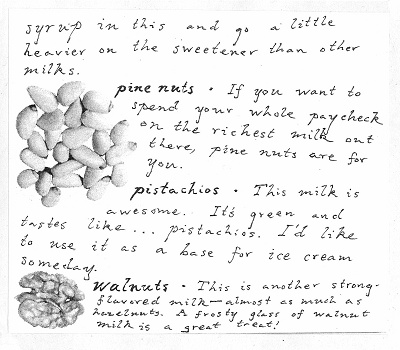 syrup in this and go a little
heavier on the sweetener than other
milks.
pine nuts • If you want to
spend your whole paycheck
on the richest milk out
there, pine nuts are for
you.
pistachios • This milk is
awesome. It's green and
tastes like... pistachios. I'd like
to use it as a base for ice cream
someday.
walnuts • This is another strong-
flavored milk—almost as much as
hazelnuts. A frosty glass of walnut
milk is a great treat!